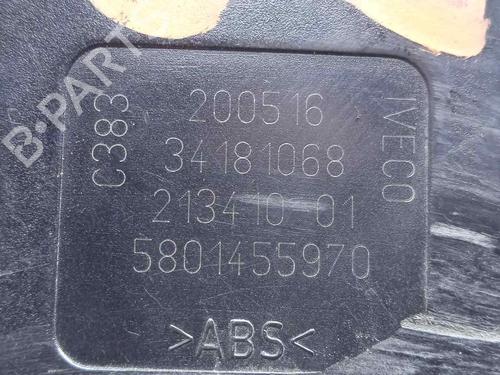 B·PARTS
C383
200516
34181068
213410-01
5801455970
IVECO
>ABS<